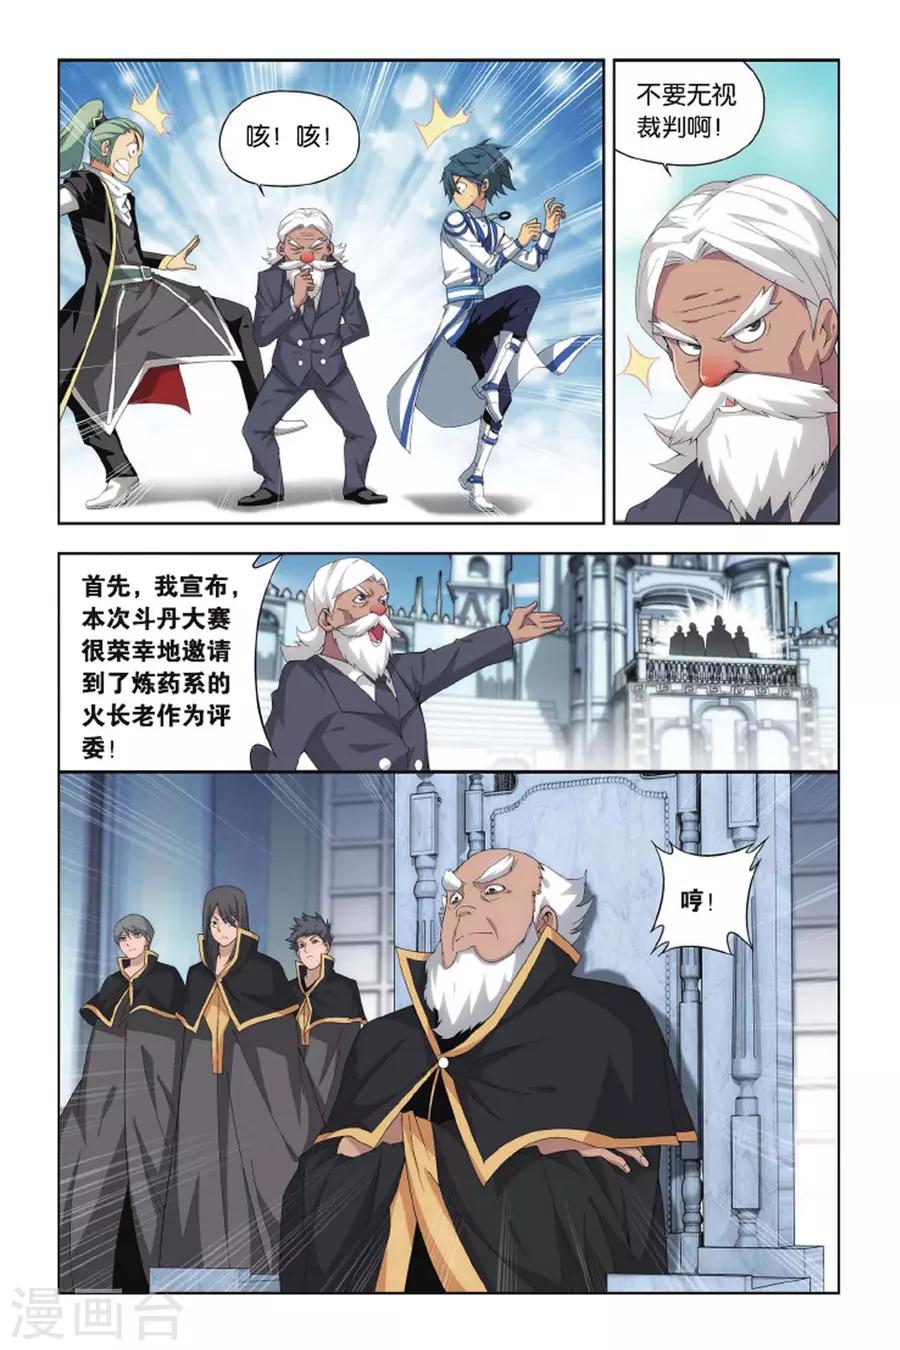 咳！咳！
不要无视
裁判啊！
首先，我宣布，
本次斗丹大赛
很荣幸地邀请
到了炼药系的
火长老作为评
委！
哼！
漫画台